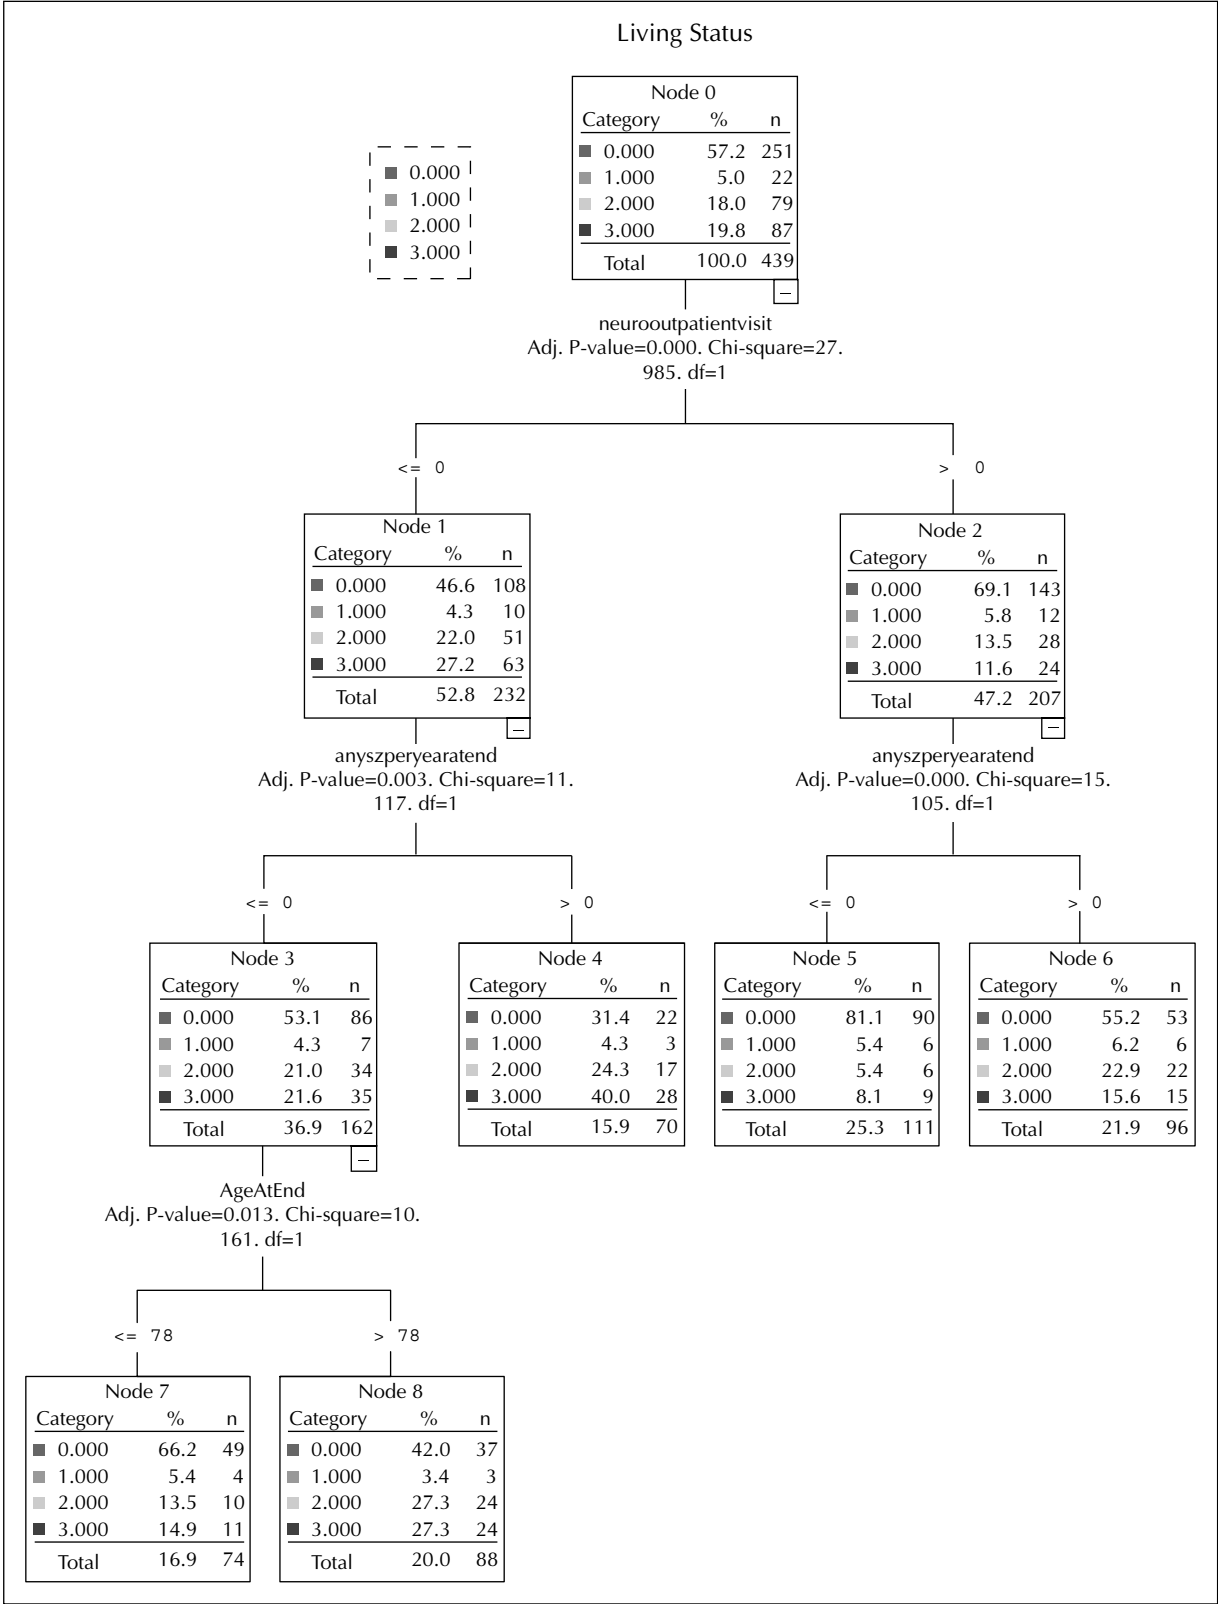 Living Status
Node 0
Category % n
0.000 57.2 251
1.000 5.0 22
2.000 18.0 79
3.000 19.8 87
Total 100.0 439
0.000
1.000
2.000
3.000
neurooutpatientvisit
Adj. P-value=0.000. Chi-square=27.
985. df=1
<= 0
> 0
Node 1
Category % n
0.000 46.6 108
1.000 4.3 10
2.000 22.0 51
3.000 27.2 63
Total 52.8 232
Node 2
Category % n
0.000 69.1 143
1.000 5.8 12
2.000 13.5 28
3.000 11.6 24
Total 47.2 207
anyszperyearatend
Adj. P-value=0.003. Chi-square=11.
117. df=1
anyszperyearatend
Adj. P-value=0.000. Chi-square=15.
105. df=1
<= 0
> 0
<= 0
> 0
Node 3
Category % n
0.000 53.1 86
1.000 4.3 7
2.000 21.0 34
3.000 21.6 35
Total 36.9 162
Node 4
Category % n
0.000 31.4 22
1.000 4.3 3
2.000 24.3 17
3.000 40.0 28
Total 15.9 70
Node 5
Category % n
0.000 81.1 90
1.000 5.4 6
2.000 5.4 6
3.000 8.1 9
Total 25.3 111
Node 6
Category % n
0.000 55.2 53
1.000 6.2 6
2.000 22.9 22
3.000 15.6 15
Total 21.9 96
AgeAtEnd
Adj. P-value=0.013. Chi-square=10.
161. df=1
<= 78
> 78
Node 7
Category % n
0.000 66.2 49
1.000 5.4 4
2.000 13.5 10
3.000 14.9 11
Total 16.9 74
Node 8
Category % n
0.000 42.0 37
1.000 3.4 3
2.000 27.3 24
3.000 27.3 24
Total 20.0 88